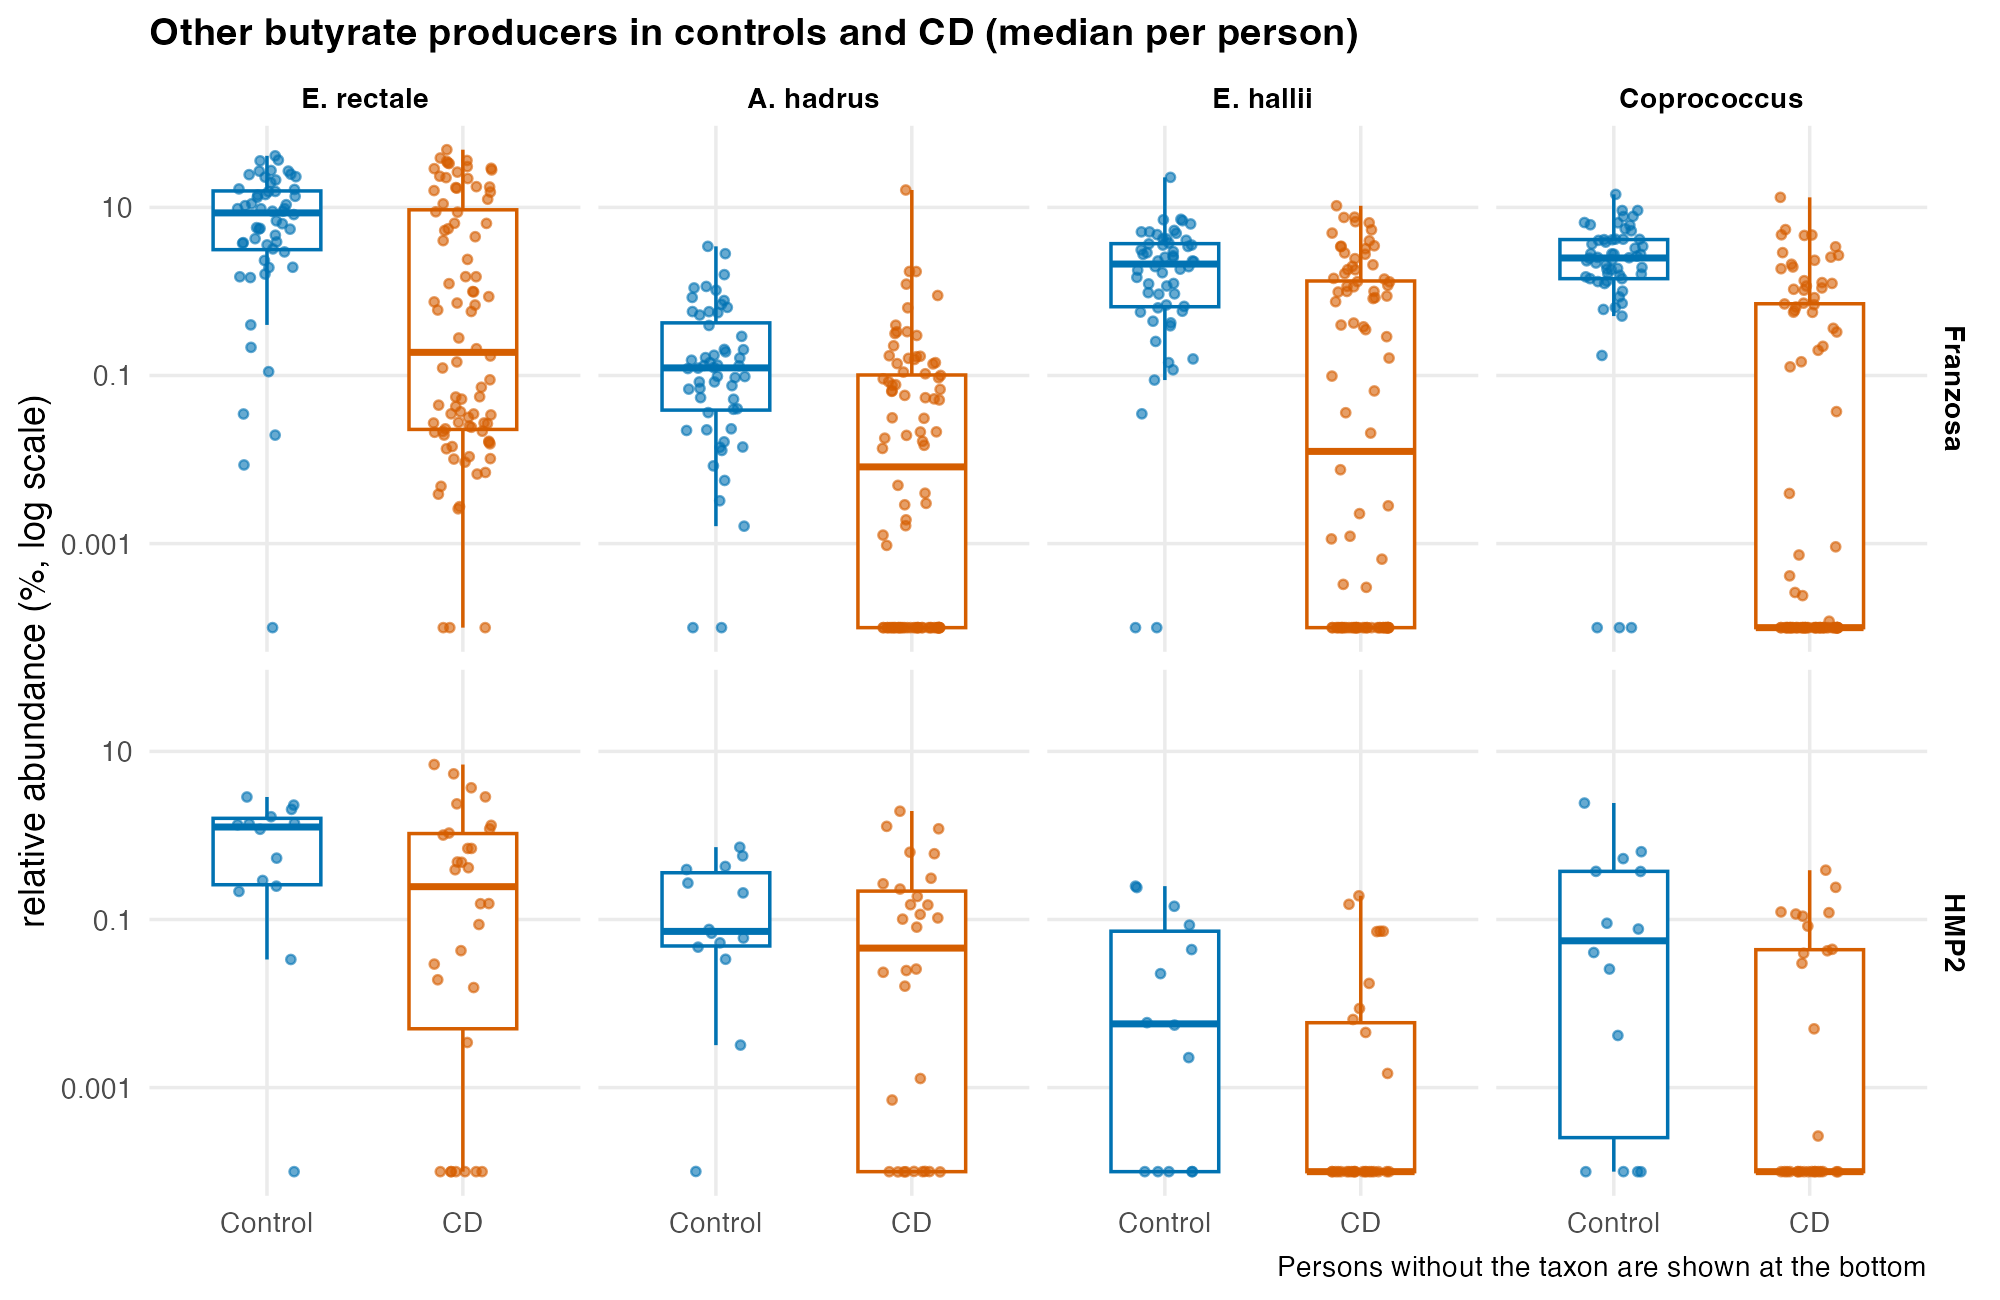 Other butyrate producers in controls and CD (median per person)
E. rectale
A. hadrus
E. hallii
Coprococcus
relative abundance (%, log scale)
10
0.1
0.001
Franzosa
10
0.1
0.001
HMP2
Control
CD
Control
CD
Control
CD
Control
CD
Persons without the taxon are shown at the bottom